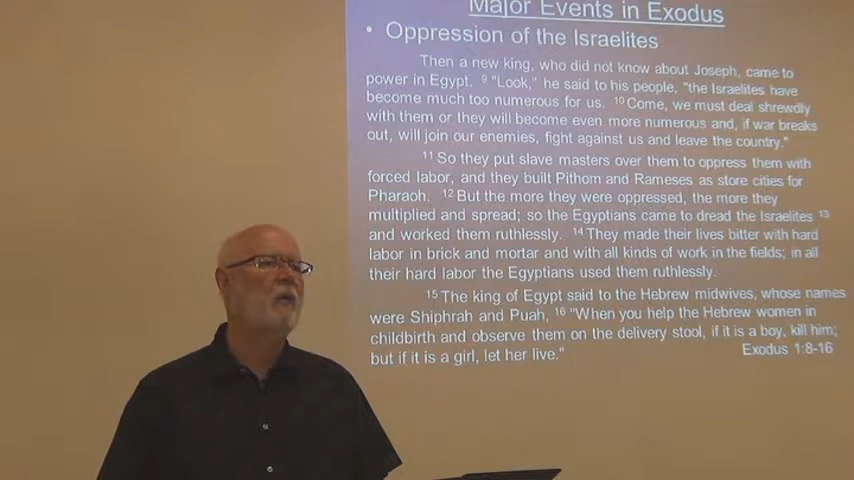 Major Events in Exodus
• Oppression of the Israelites
Then a new king, who did not know about Joseph, came to
power in Egypt. 9 "Look," he said to his people, "the Israelites have
become much too numerous for us. 10 Come, we must deal shrewdly
with them or they will become even more numerous and, if war breaks
out, will join our enemies, fight against us and leave the country."
11 So they put slave masters over them to oppress them with
forced labor, and they built Pithom and Rameses as store cities for
Pharaoh. 12 But the more they were oppressed, the more they
multiplied and spread; so the Egyptians came to dread the Israelites 13
and worked them ruthlessly. 14 They made their lives bitter with hard
labor in brick and mortar and with all kinds of work in the fields; in all
their hard labor the Egyptians used them ruthlessly.
15 The king of Egypt said to the Hebrew midwives, whose names
were Shiphrah and Puah, 16 "When you help the Hebrew women in
childbirth and observe them on the delivery stool, if it is a boy, kill him;
but if it is a girl, let her live." Exodus 1:8-16